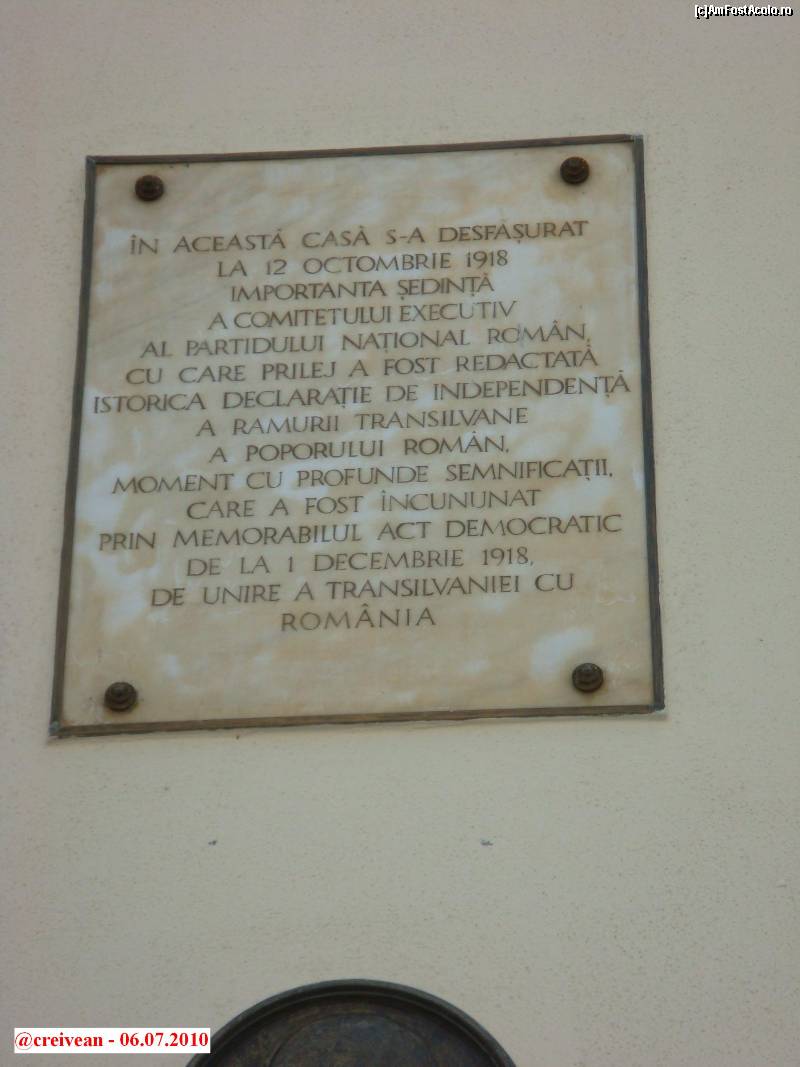 [c]AmFostAcolo.ro
ÎN ACEASTĂ CASĂ S-A DESFĂȘURAT
LA 12 OCTOMBRIE 1918
IMPORTANTA ȘEDINȚĂ
A COMITETULUI EXECUTIV
AL PARTIDULUI NAȚIONAL ROMÂN,
CU CARE PRILEJ A FOST REDACTATĂ
ISTORICA DECLARAȚIE DE INDEPENDENȚĂ
A RAMURII TRANSILVANE
A POPORULUI ROMÂN,
MOMENT CU PROFUNDE SEMNIFICAȚII,
CARE A FOST ÎNCUNUNAT
PRIN MEMORABILUL ACT DEMOCRATIC
DE LA 1 DECEMBRIE 1918,
DE UNIRE A TRANSILVANIEI CU
ROMÂNIA
@creivean - 06.07.2010